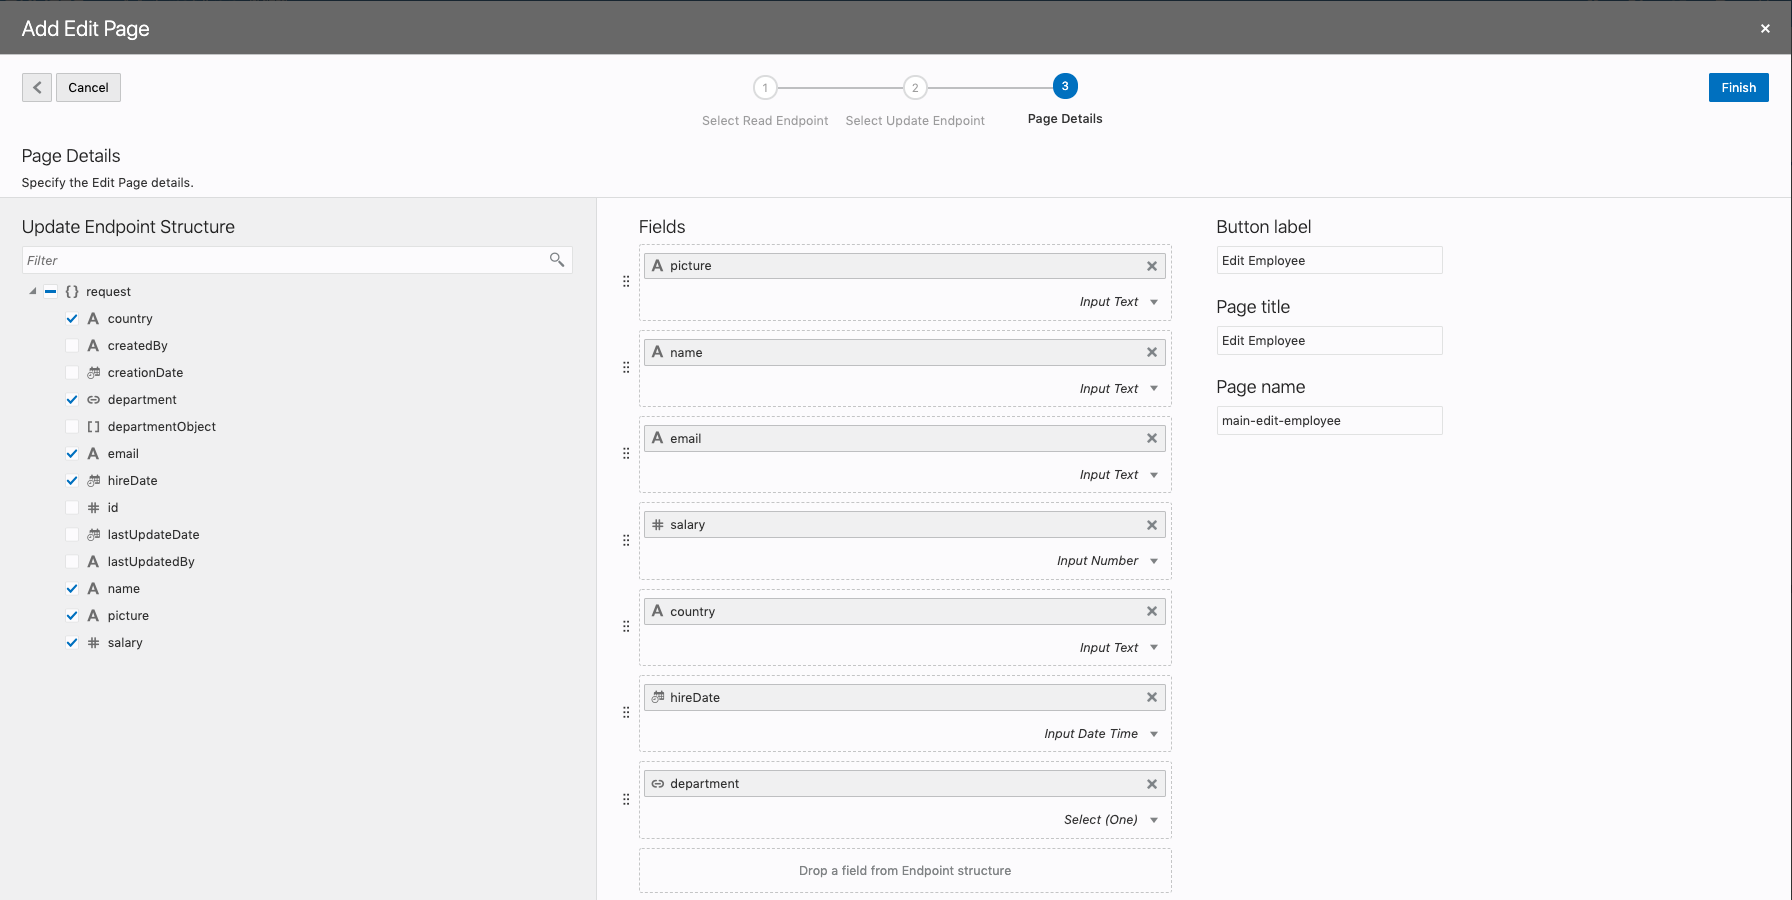 Add Edit Page
Cancel
1
2
3
Select Read Endpoint
Select Update Endpoint
Page Details
Finish
Page Details
Specify the Edit Page details.
Update Endpoint Structure
Filter
request
country
createdBy
creationDate
department
departmentObject
email
hireDate
id
lastUpdateDate
lastUpdatedBy
name
picture
salary
Fields
picture
Input Text
name
Input Text
email
Input Text
salary
Input Number
country
Input Text
hireDate
Input Date Time
department
Select (One)
Drop a field from Endpoint structure
Button label
Edit Employee
Page title
Edit Employee
Page name
main-edit-employee